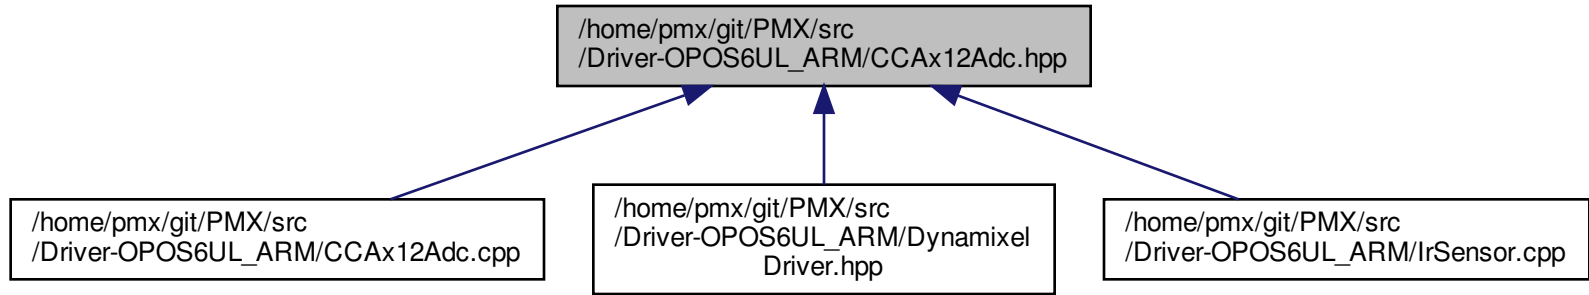 /home/pmx/git/PMX/src
/Driver-OPOS6UL_ARM/CCAx12Adc.hpp
/home/pmx/git/PMX/src
/Driver-OPOS6UL_ARM/CCAx12Adc.cpp
/home/pmx/git/PMX/src
/Driver-OPOS6UL_ARM/Dynamixel
Driver.hpp
/home/pmx/git/PMX/src
/Driver-OPOS6UL_ARM/IrSensor.cpp